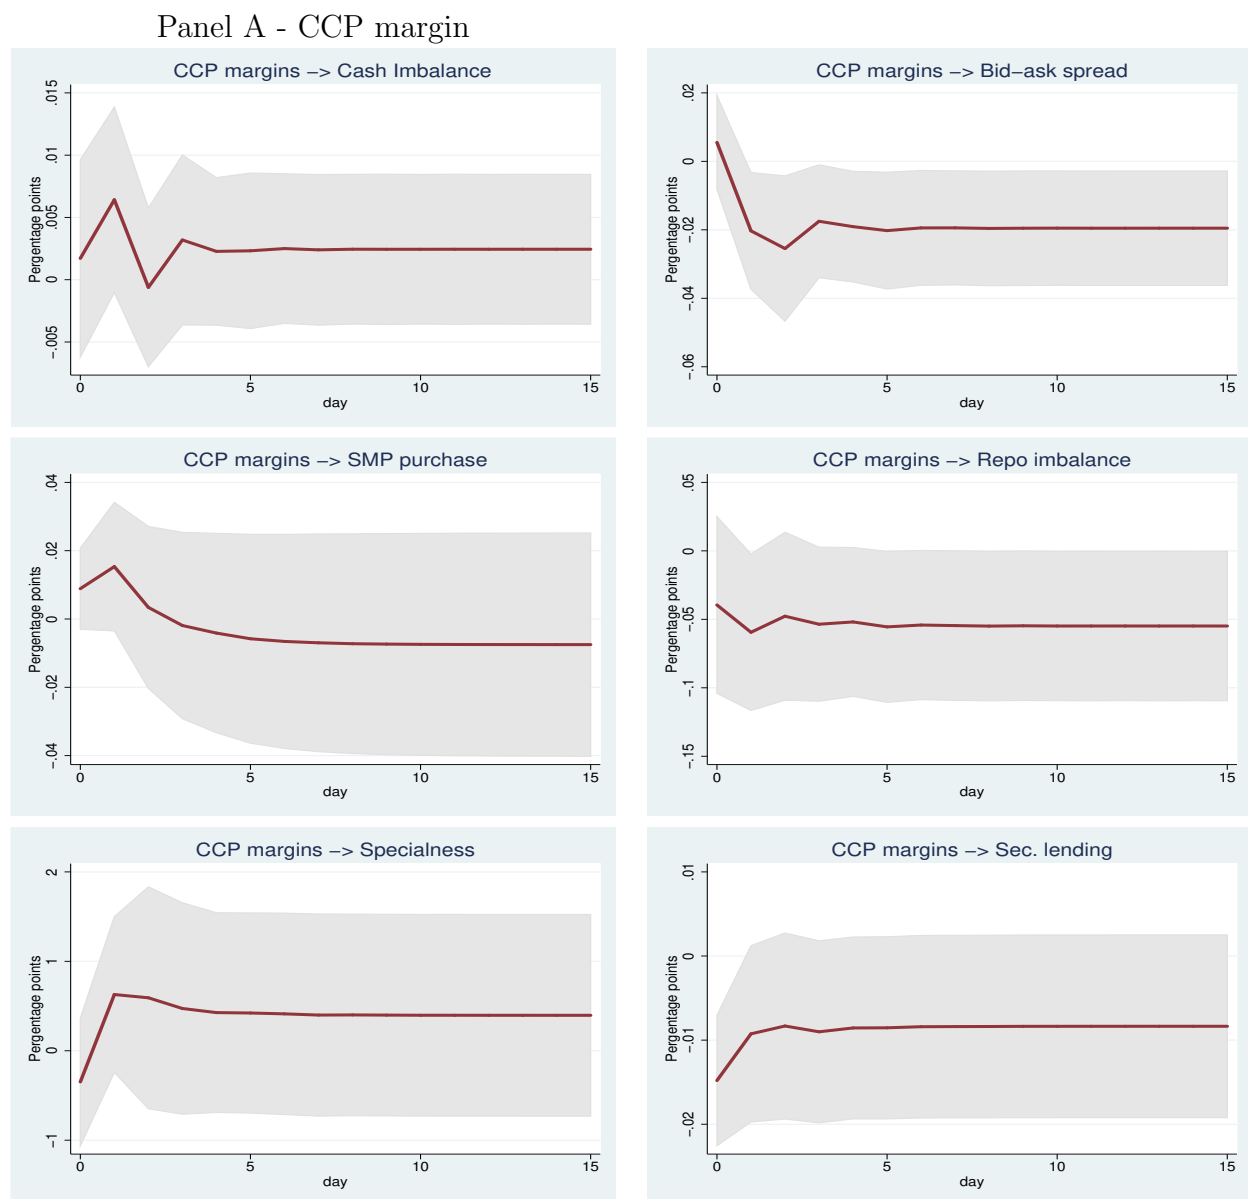 Panel A - CCP margin
CCP margins −> Cash Imbalance
Pergentage points
.015
.01
.005
0
−.005
0 5 10 15
day
CCP margins −> Bid−ask spread
Pergentage points
.02
0
−.02
−.04
−.06
0 5 10 15
day
CCP margins −> SMP purchase
Pergentage points
.04
.02
0
−.02
−.04
0 5 10 15
day
CCP margins −> Repo imbalance
Pergentage points
.05
0
−.05
−.1
−.15
0 5 10 15
day
CCP margins −> Specialness
Pergentage points
2
1
0
−1
0 5 10 15
day
CCP margins −> Sec. lending
Pergentage points
.01
0
−.01
−.02
0 5 10 15
day